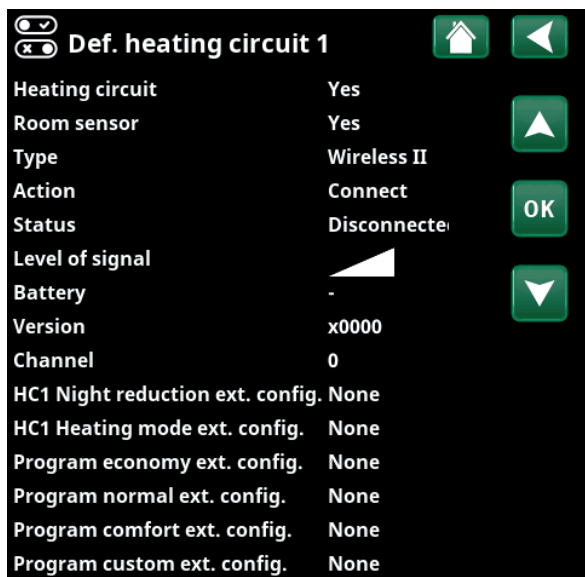 Def. heating circuit 1
Heating circuit Yes
Room sensor Yes
Type Wireless II
Action Connect
OK
Status Disconnecte
Level of signal
Battery -
Version x0000
Channel 0
HC1 Night reduction ext. config. None
HC1 Heating mode ext. config. None
Program economy ext. config. None
Program normal ext. config. None
Program comfort ext. config. None
Program custom ext. config. None